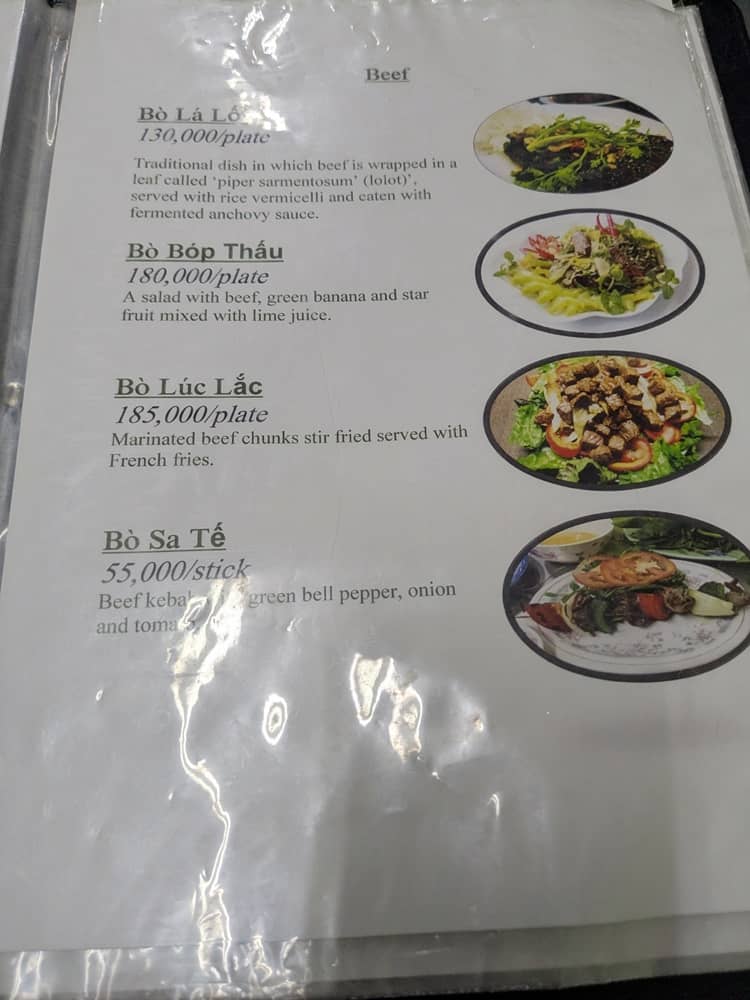 Beef
Bò Lá
130,000/plate
Traditional dish in which beef is wrapped in a
leaf called ‘piper sarmentosum’ (lolot)’,
served with rice vermicelli and eaten with
fermented anchovy sauce.
Bò Bóp Thấu
180,000/plate
A salad with beef, green banana and star
fruit mixed with lime juice.
Bò Lúc Lắc
185,000/plate
Marinated beef chunks stir fried served with
French fries.
Bò Sa Tế
55,000/stick
Beef green bell pepper, onion
and